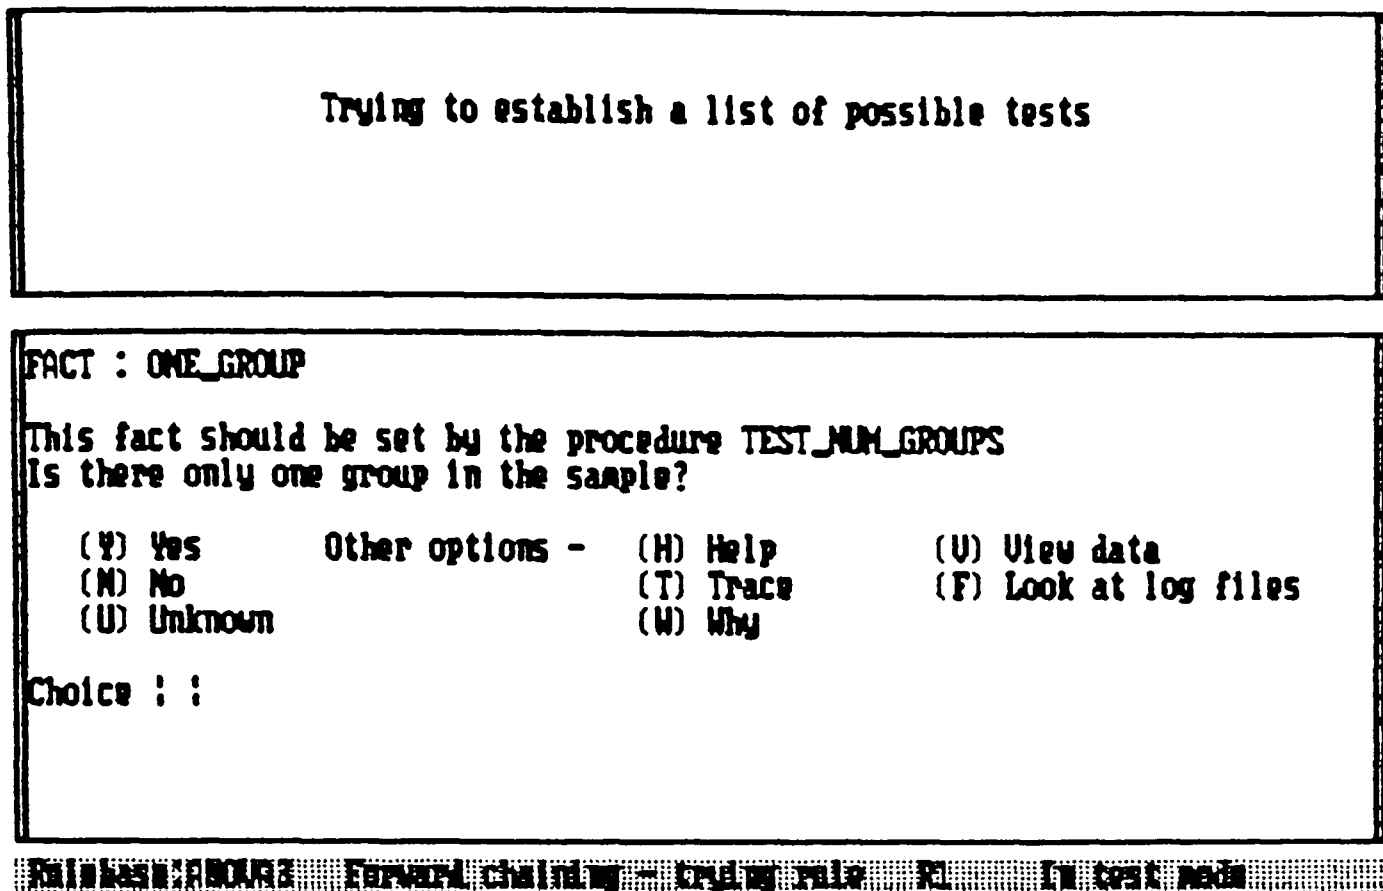 Trying to establish a list of possible tests
FACT : ONE_GROUP
This fact should be set by the procedure TEST_NUM_GROUPS
Is there only one group in the sample?
(Y) Yes Other options - (H) Help (V) View data
(N) No (T) Trace (F) Look at log files
(U) Unknown (W) Why
Choice : :
Rulebase:ANOVA3 Forward chaining - trying rule R1 In test mode